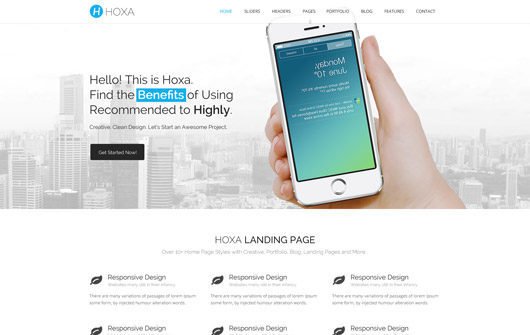 H HOXA
HOME SLIDERS HEADERS PAGES PORTFOLIO BLOG FEATURES CONTACT
Hello! This is Hoxa.
Find the Benefits of Using
Recommended to Highly.
Creative, Clean Design. Let's Start an Awesome Project.
Get Started Now!
Monday,
June 10th
HOXA LANDING PAGE
Over 10+ Home Page Styles with Creative, Portfolio, Blog, Landing Pages and More.
Responsive Design Responsive Design Responsive Design
Websites many still in their infancy Websites many still in their infancy Websites many still in their infancy
There are many variations of passages of lorem Ipsum There are many variations of passages of lorem Ipsum There are many variations of passages of lorem Ipsum
some form, by injected humour alteration words. some form, by injected humour alteration words. some form, by injected humour alteration words.
Responsive Design Responsive Design Responsive Design